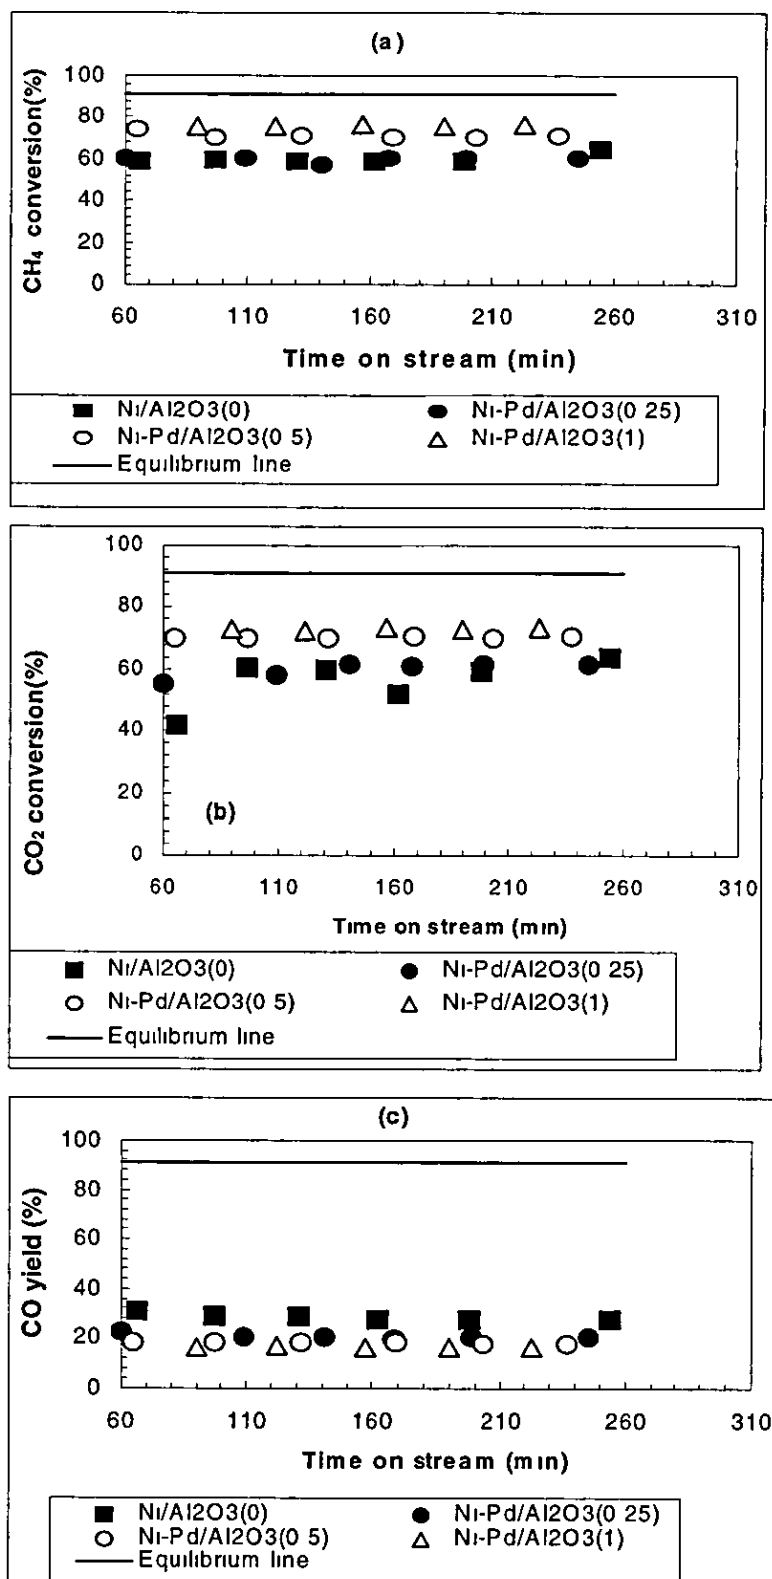 (a)
CH4 conversion(%)
100
80
60
40
20
0
60 110 160 210 260 310
Time on stream (min)
Ni/Al2O3(0) Ni-Pd/Al2O3(0 25)
Ni-Pd/Al2O3(0 5) Ni-Pd/Al2O3(1)
Equilibrium line
CO2 conversion(%)
100
80
60
40
20
0
(b)
60 110 160 210 260 310
Time on stream (min)
Ni/Al2O3(0) Ni-Pd/Al2O3(0 25)
Ni-Pd/Al2O3(0 5) Ni-Pd/Al2O3(1)
Equilibrium line
(c)
CO yield (%)
100
80
60
40
20
0
60 110 160 210 260 310
Time on stream (min)
Ni/Al2O3(0) Ni-Pd/Al2O3(0 25)
Ni-Pd/Al2O3(0 5) Ni-Pd/Al2O3(1)
Equilibrium line